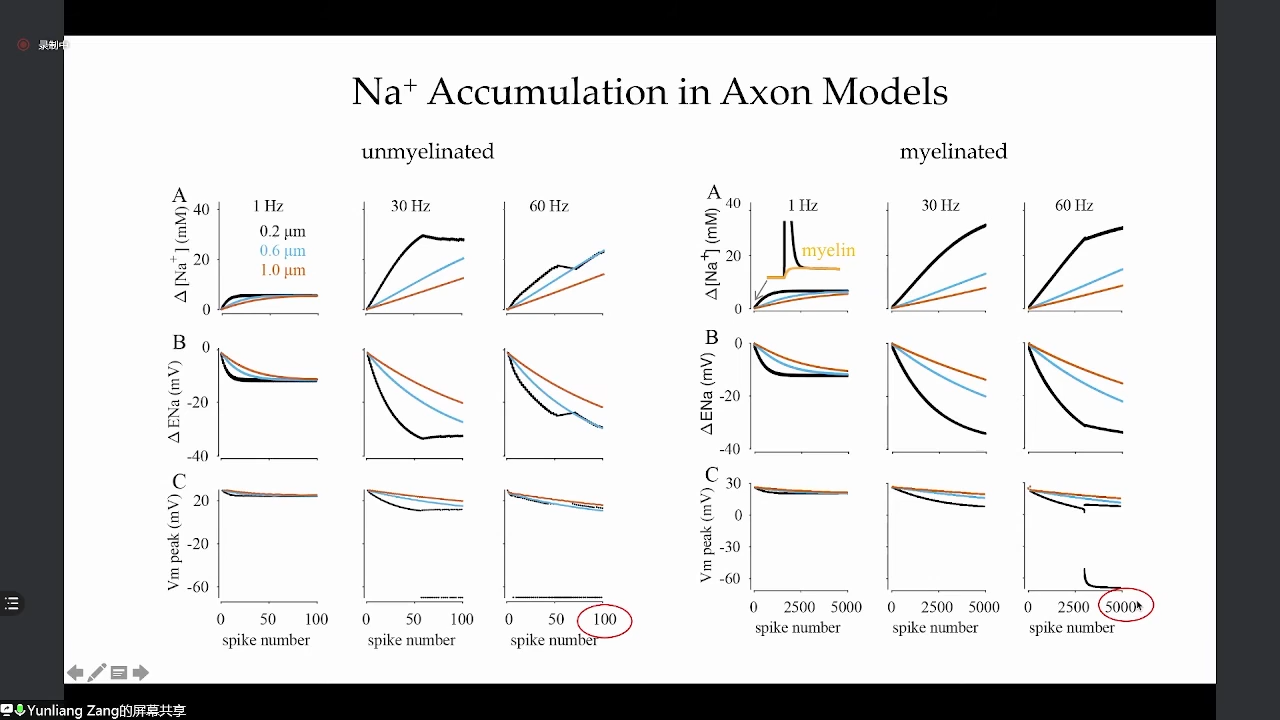 录制中
Na⁺ Accumulation in Axon Models
unmyelinated
A
Δ[Na⁺] (mM)
40
20
0
1 Hz
0.2 μm
0.6 μm
1.0 μm
30 Hz
60 Hz
B
ΔENa (mV)
0
-20
-40
C
Vm peak (mV)
20
-20
-60
0 50 100
spike number
0 50 100
spike number
0 50 100
spike number
myelinated
A
Δ[Na⁺] (mM)
40
20
0
1 Hz
myelin
30 Hz
60 Hz
B
ΔENa (mV)
0
-20
-40
C
Vm peak (mV)
30
0
-30
-60
0 2500 5000
spike number
0 2500 5000
spike number
0 2500 5000
spike number
Yunliang Zang的屏幕共享